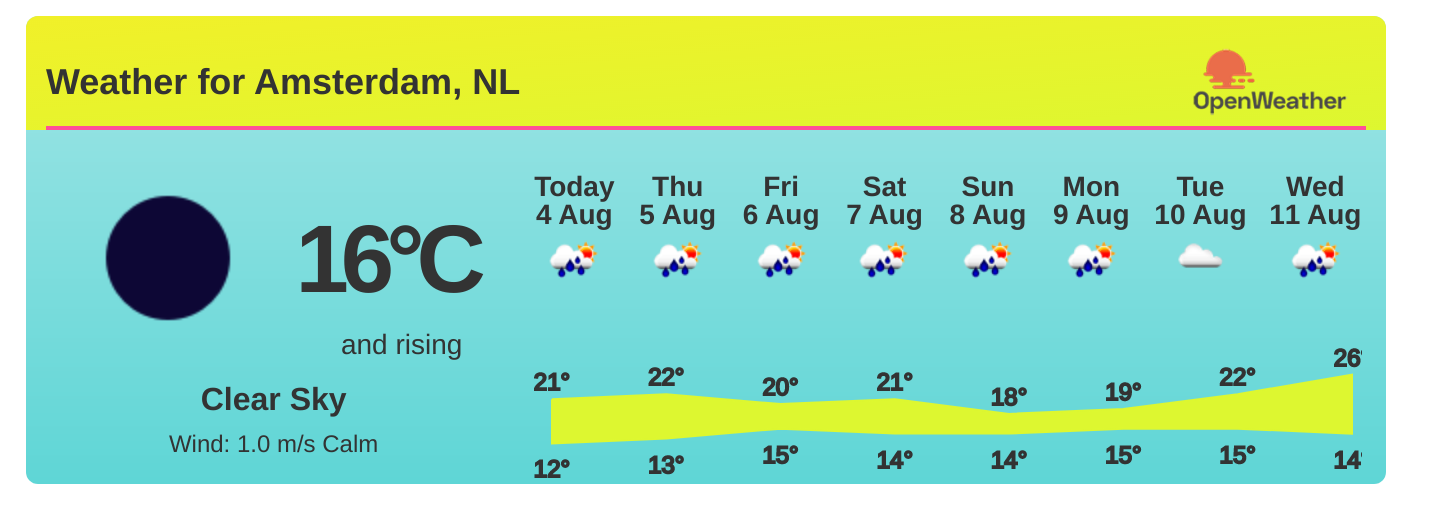 Weather for Amsterdam, NL
OpenWeather
16°C
and rising
Clear Sky
Wind: 1.0 m/s Calm
Today Thu Fri Sat Sun Mon Tue Wed
4 Aug 5 Aug 6 Aug 7 Aug 8 Aug 9 Aug 10 Aug 11 Aug
21° 22° 20° 21° 18° 19° 22° 26°
12° 13° 15° 14° 14° 15° 15° 14°